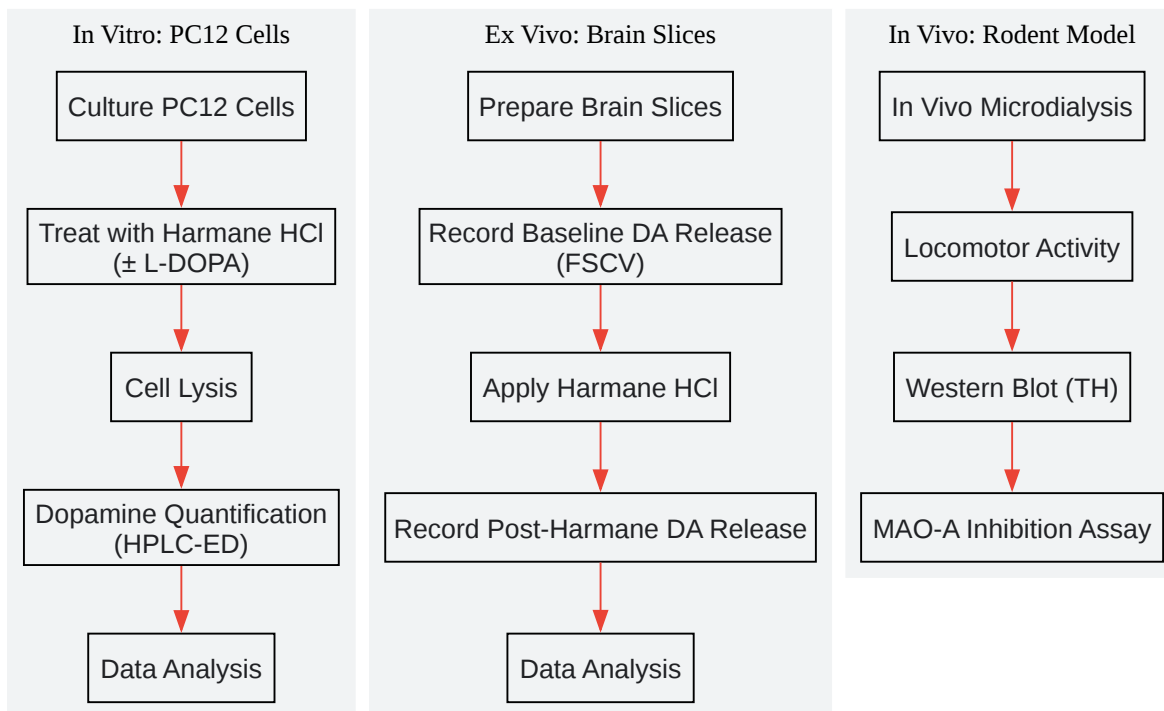 In Vitro: PC12 Cells
Culture PC12 Cells
Treat with Harmane HCl
(± L-DOPA)
Cell Lysis
Dopamine Quantification
(HPLC-ED)
Data Analysis
Ex Vivo: Brain Slices
Prepare Brain Slices
Record Baseline DA Release
(FSCV)
Apply Harmane HCl
Record Post-Harmane DA Release
Data Analysis
In Vivo: Rodent Model
In Vivo Microdialysis
Locomotor Activity
Western Blot (TH)
MAO-A Inhibition Assay